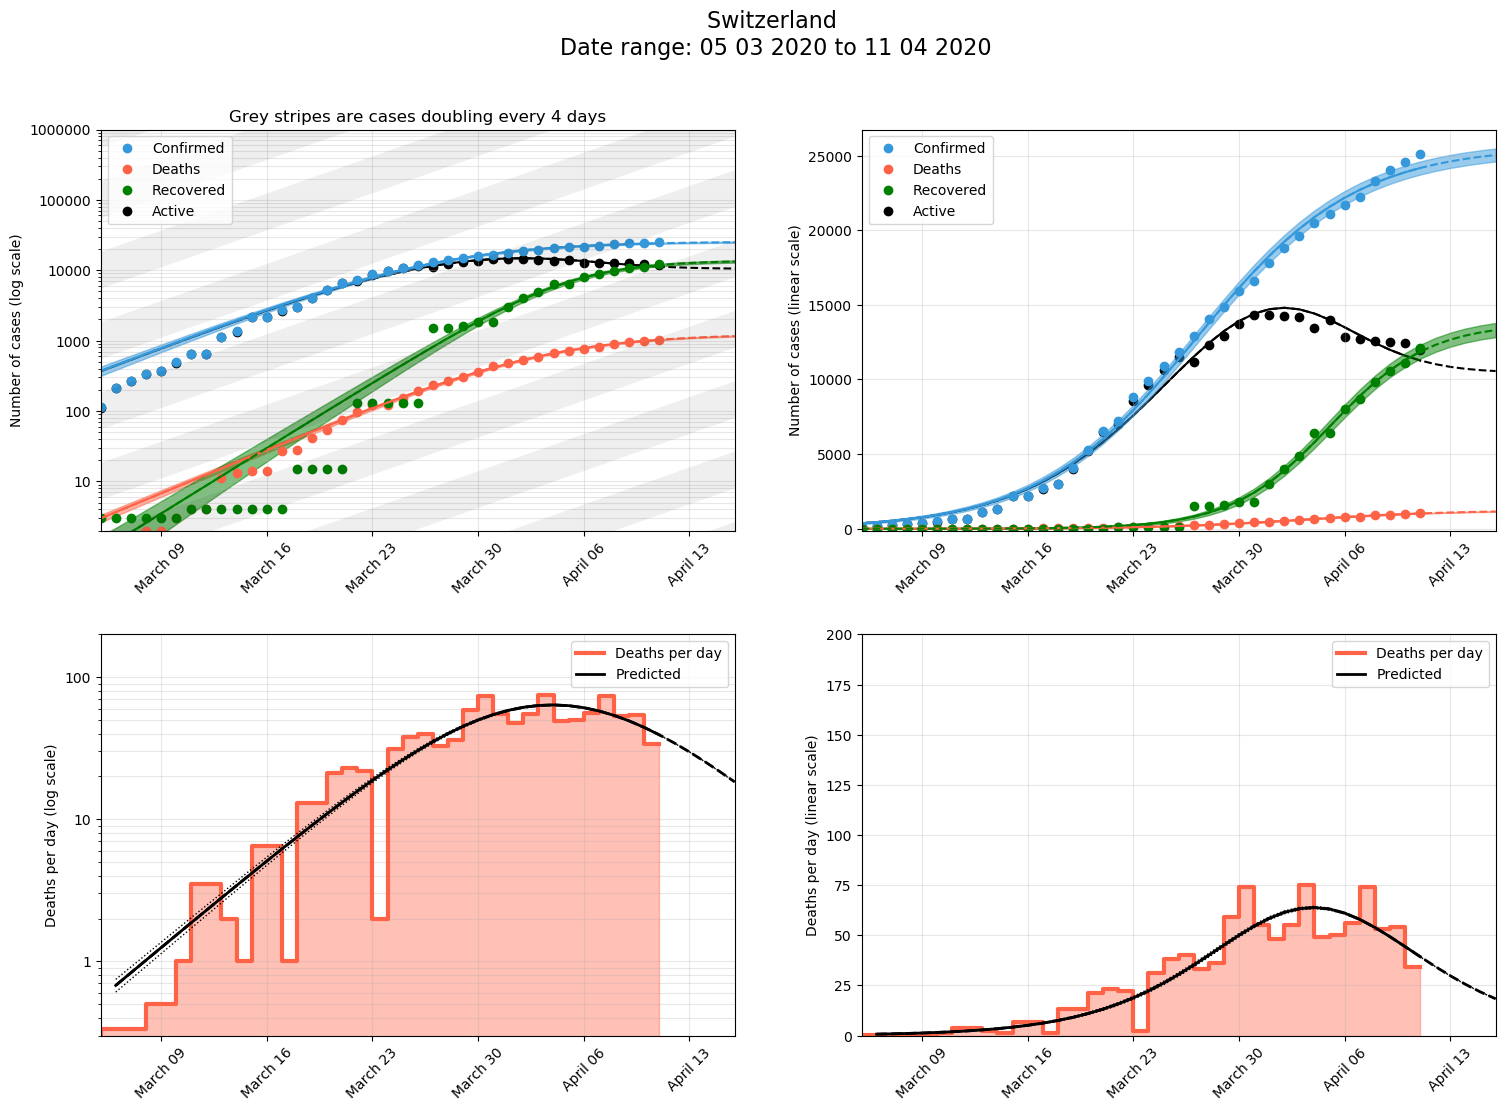 Switzerland
Date range: 05 03 2020 to 11 04 2020
Grey stripes are cases doubling every 4 days
Number of cases (log scale)
1000000
100000
10000
1000
100
10
Confirmed
Deaths
Recovered
Active
March 09
March 16
March 23
March 30
April 06
April 13
Number of cases (linear scale)
25000
20000
15000
10000
5000
0
Confirmed
Deaths
Recovered
Active
March 09
March 16
March 23
March 30
April 06
April 13
Deaths per day (log scale)
100
10
1
Deaths per day
Predicted
March 09
March 16
March 23
March 30
April 06
April 13
Deaths per day (linear scale)
200
175
150
125
100
75
50
25
0
Deaths per day
Predicted
March 09
March 16
March 23
March 30
April 06
April 13